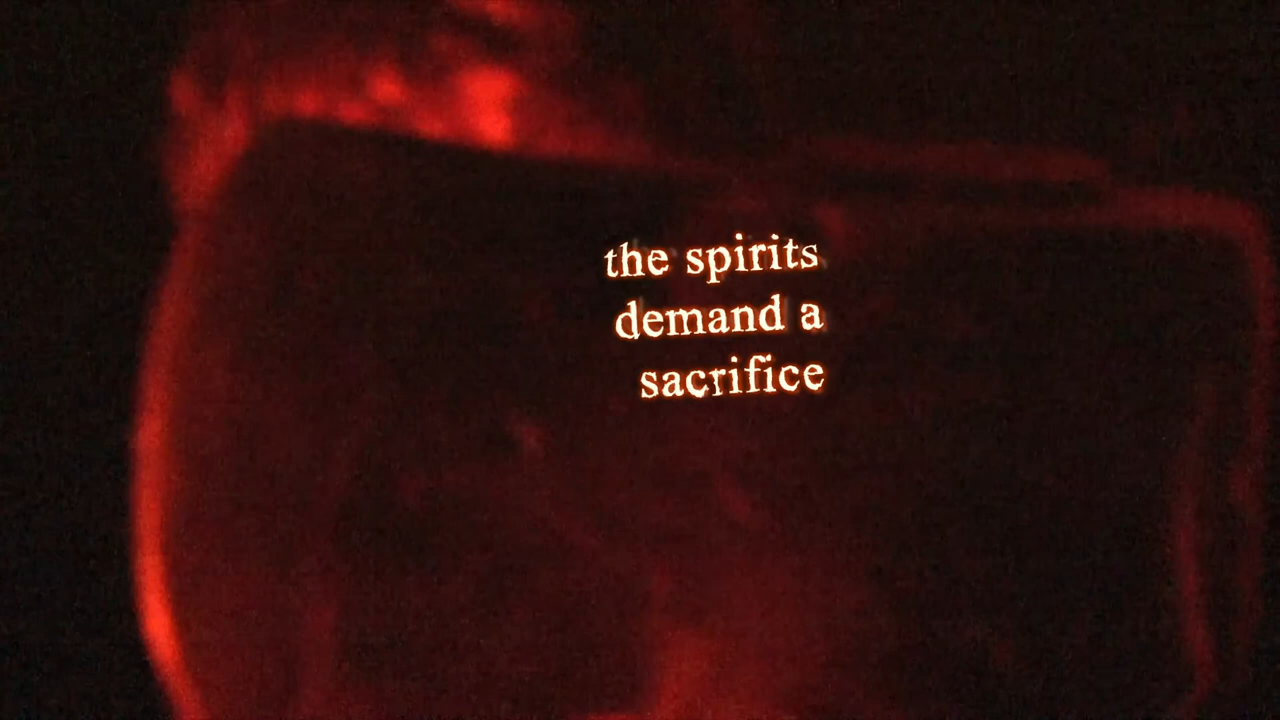 the spirits
demand a
sacrifice